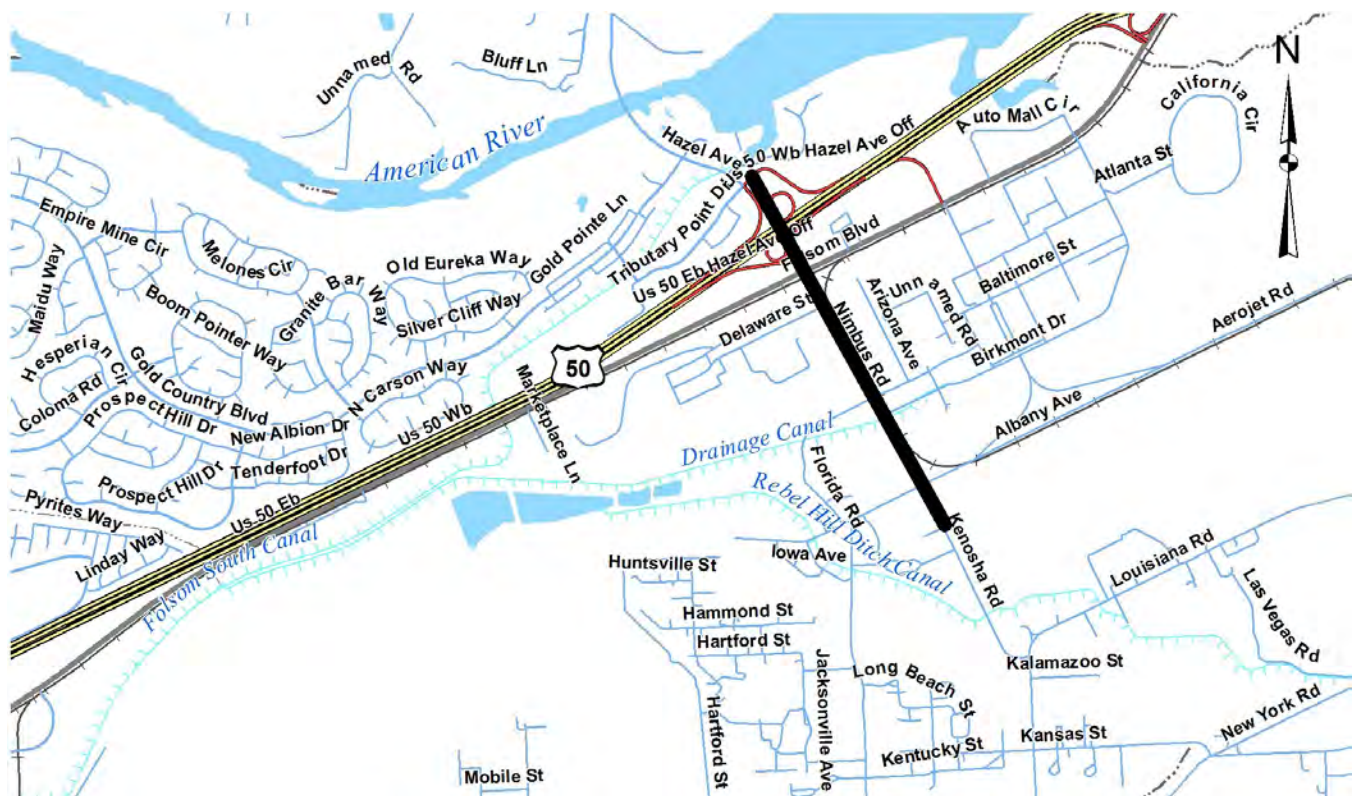 Unnamed Rd
Bluff Ln
N
American River
Auto Mall Cir
California Cir
Hazel Ave
Us 50 Wb Hazel Ave Off
Atlanta St
Empire Mine Cir
Maidu Way
Melones Cir
Granite Bar Way
Old Eureka Way
Gold Pointe Ln
Tributary Point Dr
Us 50 Eb Hazel Ave Off
Folsom Blvd
Baltimore St
Boom Pointer Way
Silver Cliff Way
Delaware St
Nimbus Rd
Arizona Ave
Unnamed Rd
Birkmont Dr
Aerojet Rd
Hesperian Cir
Coloma Rd
Gold Country Blvd
50
Prospect Hill Dr
New Albion Dr
N Carson Way
Us 50 Wb
Marketplace Ln
Albany Ave
Prospect Hill Dr
Tenderfoot Dr
Drainage Canal
Florida Rd
Pyrites Way
Us 50 Eb
Linday Way
Folsom South Canal
Rebel Hill Ditch Canal
Kenosha Rd
Iowa Ave
Huntsville St
Louisiana Rd
Las Vegas Rd
Hammond St
Hartford St
Jacksonville Ave
Long Beach St
Kalamazoo St
Hartford St
New York Rd
Kansas St
Kentucky St
Mobile St